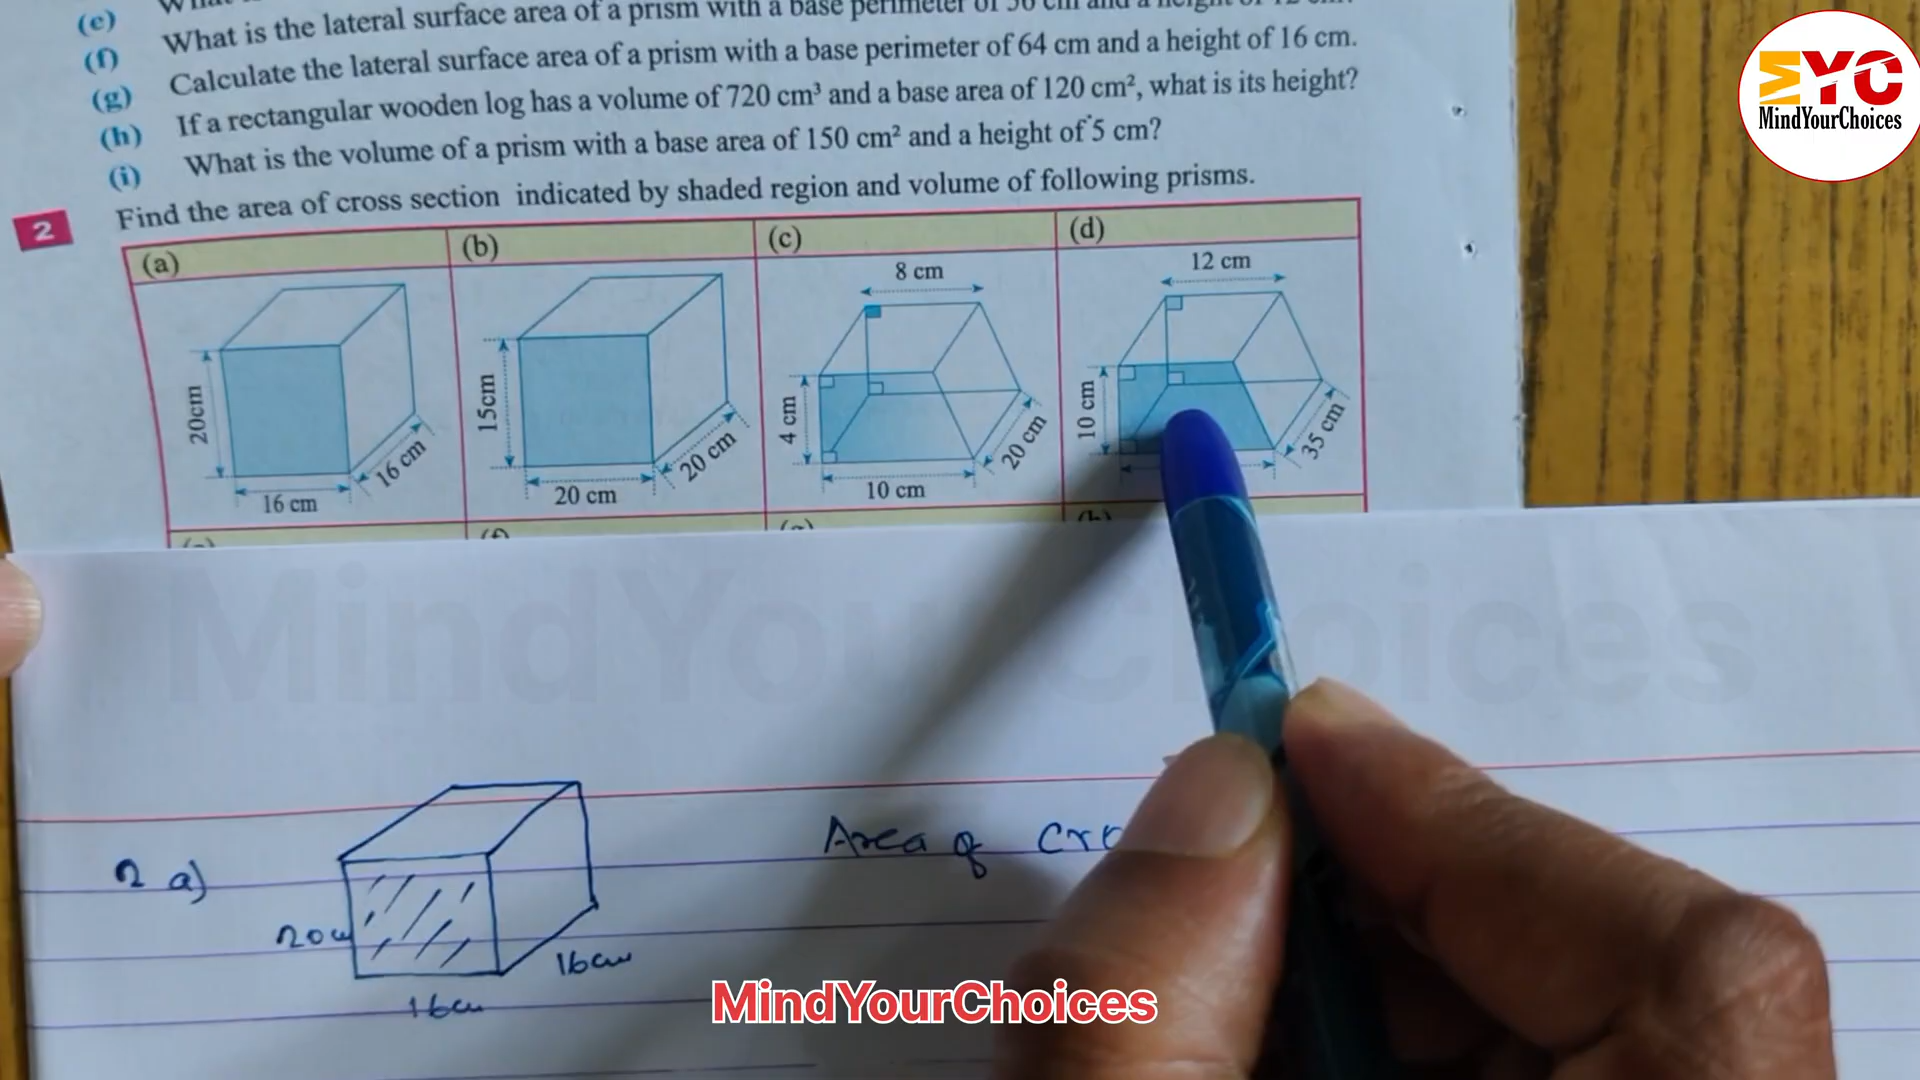 (e)
(f) What is the lateral surface area of a prism with a base perimeter of 56 cm and a height of 12 cm.
(g) Calculate the lateral surface area of a prism with a base perimeter of 64 cm and a height of 16 cm.
(h) If a rectangular wooden log has a volume of 720 cm³ and a base area of 120 cm², what is its height?
(i) What is the volume of a prism with a base area of 150 cm² and a height of 5 cm?
2 Find the area of cross section indicated by shaded region and volume of following prisms.
(a) (b) (c) (d)
20cm 16 cm 16 cm
15cm 20 cm 20 cm
8 cm 4 cm 20 cm 10 cm
12 cm 10 cm 35 cm
MYC
MindYourChoices
MindYourChoices
2 a)
Area of
20cm
16cm
16cm
MindYourChoices